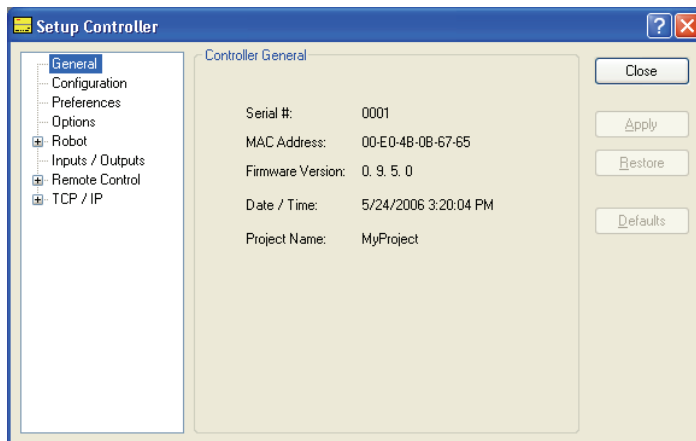 Setup Controller
General
Configuration
Preferences
Options
Robot
Inputs / Outputs
Remote Control
TCP / IP
Controller General
Serial #: 0001
MAC Address: 00-E0-4B-0B-67-65
Firmware Version: 0. 9. 5. 0
Date / Time: 5/24/2006 3:20:04 PM
Project Name: MyProject
Close
Apply
Restore
Defaults